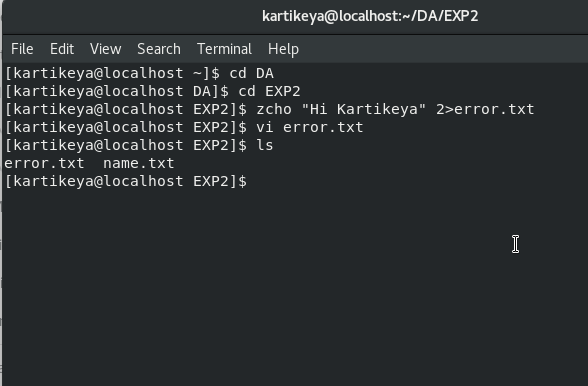 kartikeya@localhost:~/DA/EXP2
File Edit View Search Terminal Help
[kartikeya@localhost ~]$ cd DA
[kartikeya@localhost DA]$ cd EXP2
[kartikeya@localhost EXP2]$ zcho "Hi Kartikeya" 2>error.txt
[kartikeya@localhost EXP2]$ vi error.txt
[kartikeya@localhost EXP2]$ ls
error.txt  name.txt
[kartikeya@localhost EXP2]$